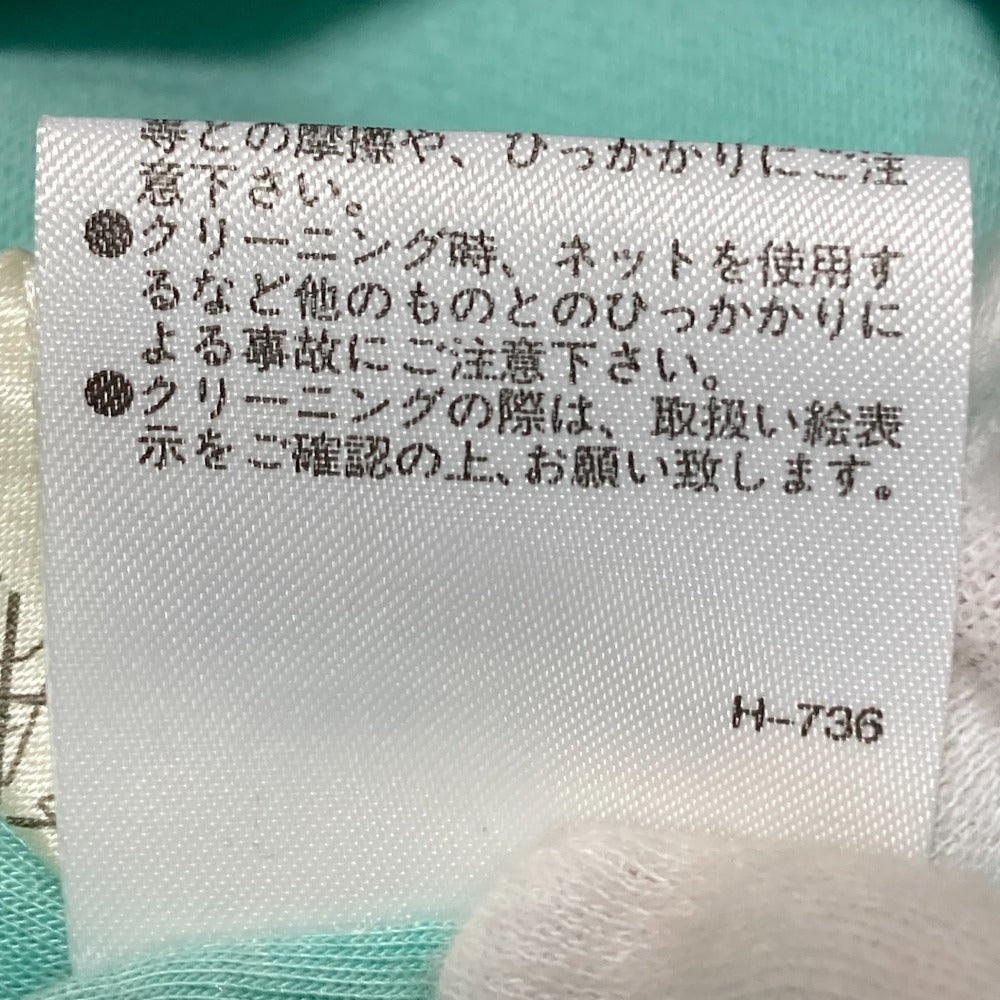 等との摩擦や、ひっかかりにご注
意下さい。
●クリーニング時、ネットを使用す
るなど他のものとのひっかかりに
よる事故にご注意下さい。
●クリーニングの際は、取扱い絵表
示をご確認の上、お願い致します。
H-736